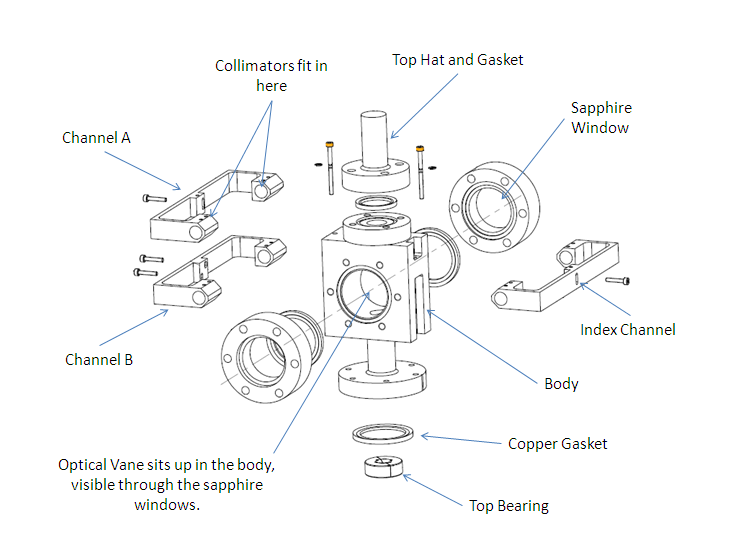 Collimators fit in
here
Top Hat and Gasket
Sapphire
Window
Channel A
Index Channel
Channel B
Body
Copper Gasket
Optical Vane sits up in the body,
visible through the sapphire
windows.
Top Bearing